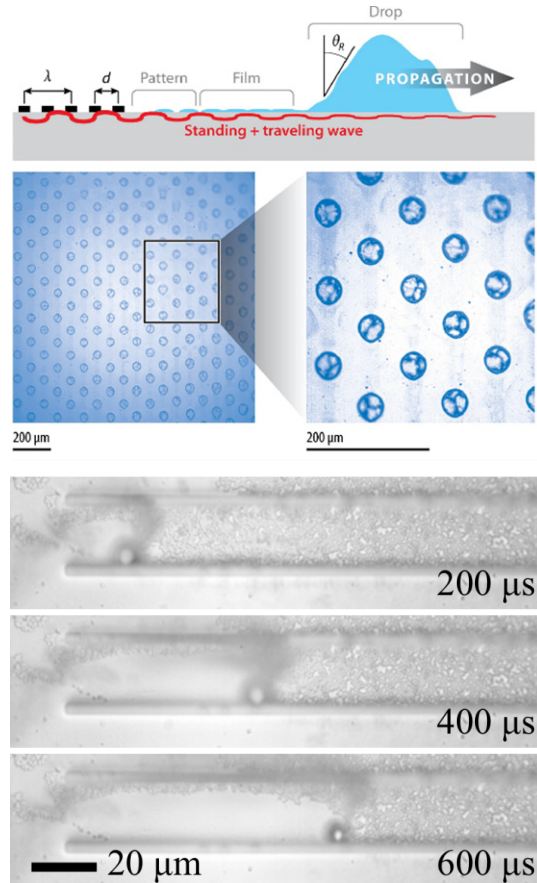 Drop
θR
λ
d
Pattern
Film
PROPAGATION
Standing + traveling wave
200 µm
200 µm
200 µs
400 µs
20 µm
600 µs